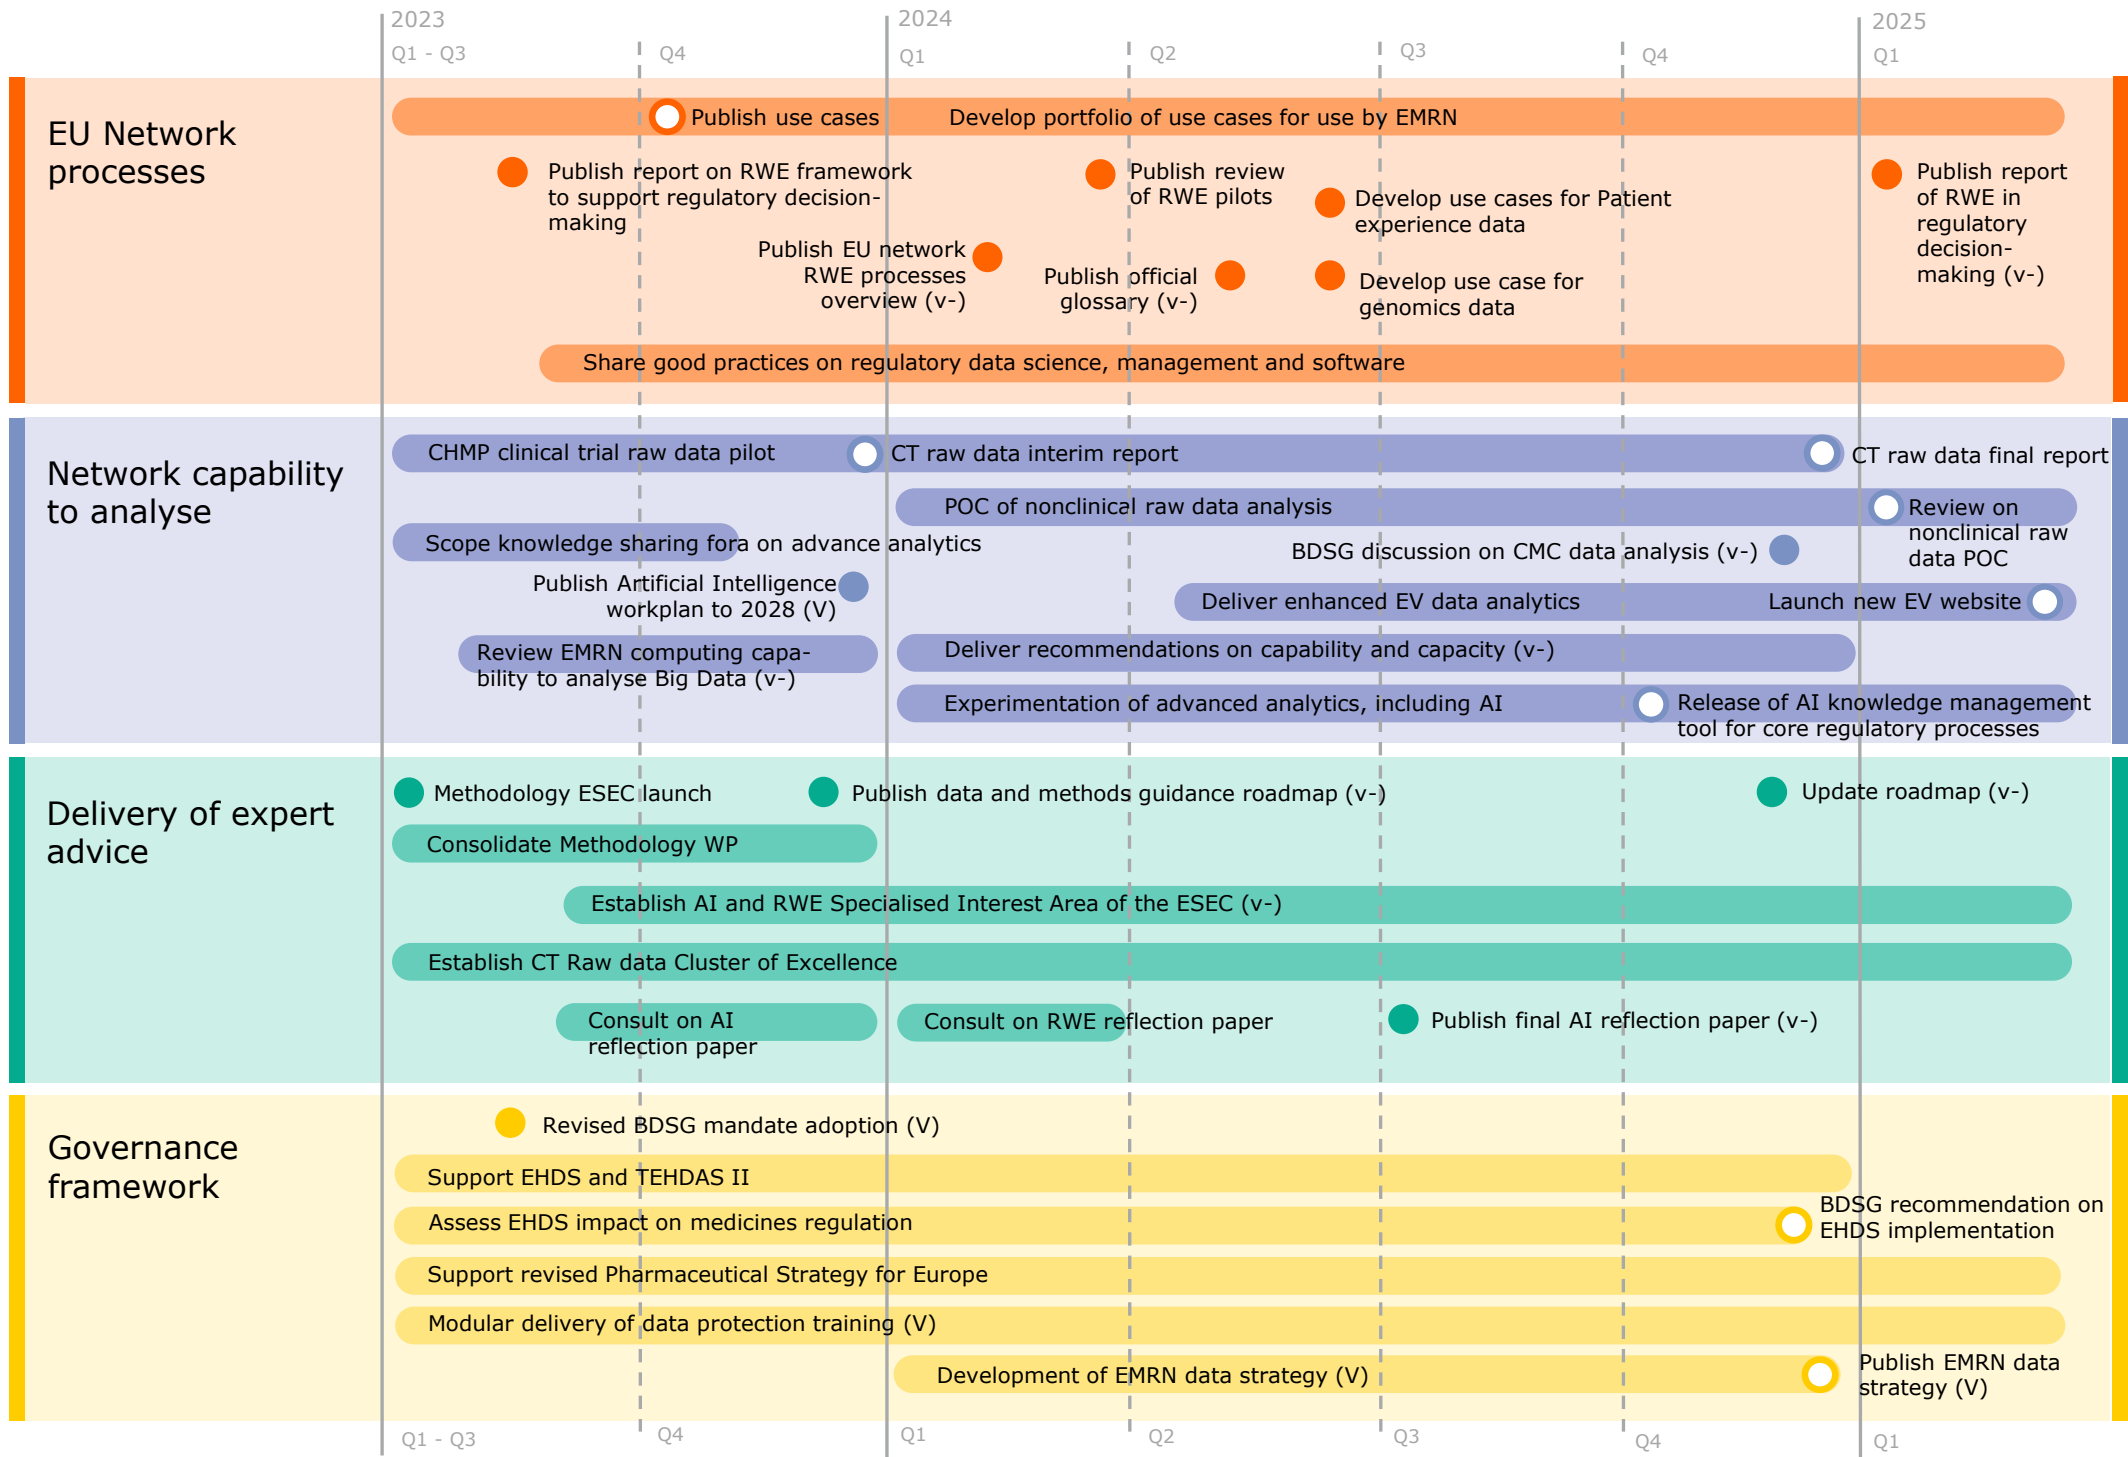 2023
2024
2025
Q1 - Q3
Q4
Q1
Q2
Q3
Q4
Q1
EU Network
processes
Publish use cases
Develop portfolio of use cases for use by EMRN
Publish report on RWE framework
to support regulatory decision-
making
Publish review
of RWE pilots
Develop use cases for Patient
experience data
Publish report
of RWE in
regulatory
decision-
making (v-)
Publish EU network
RWE processes
overview (v-)
Publish official
glossary (v-)
Develop use case for
genomics data
Share good practices on regulatory data science, management and software
Network capability
to analyse
CHMP clinical trial raw data pilot
CT raw data interim report
CT raw data final report
POC of nonclinical raw data analysis
Review on
nonclinical raw
data POC
Scope knowledge sharing fora on advance analytics
BDSG discussion on CMC data analysis (v-)
Publish Artificial Intelligence
workplan to 2028 (V)
Deliver enhanced EV data analytics
Launch new EV website
Review EMRN computing capa-
bility to analyse Big Data (v-)
Deliver recommendations on capability and capacity (v-)
Experimentation of advanced analytics, including AI
Release of AI knowledge management
tool for core regulatory processes
Delivery of expert
advice
Methodology ESEC launch
Publish data and methods guidance roadmap (v-)
Update roadmap (v-)
Consolidate Methodology WP
Establish AI and RWE Specialised Interest Area of the ESEC (v-)
Establish CT Raw data Cluster of Excellence
Consult on AI
reflection paper
Consult on RWE reflection paper
Publish final AI reflection paper (v-)
Governance
framework
Revised BDSG mandate adoption (V)
Support EHDS and TEHDAS II
Assess EHDS impact on medicines regulation
BDSG recommendation on
EHDS implementation
Support revised Pharmaceutical Strategy for Europe
Modular delivery of data protection training (V)
Development of EMRN data strategy (V)
Publish EMRN data
strategy (V)
Q1 - Q3
Q4
Q1
Q2
Q3
Q4
Q1